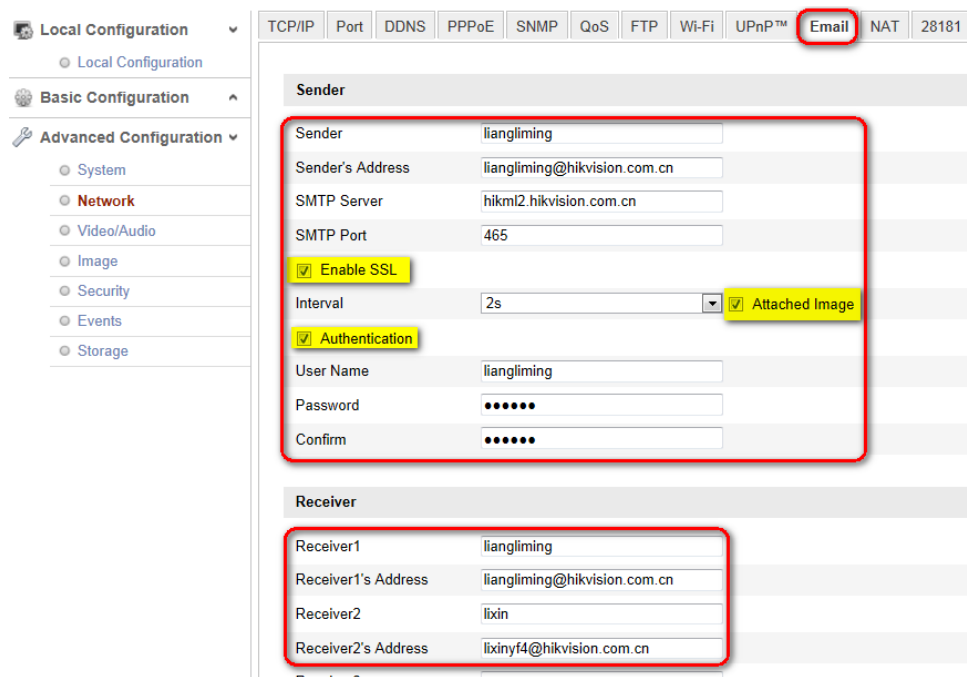 Local Configuration
Local Configuration
Basic Configuration
Advanced Configuration
System
Network
Video/Audio
Image
Security
Events
Storage
TCP/IP Port DDNS PPPoE SNMP QoS FTP Wi-Fi UPnP™ Email NAT 28181
Sender
Sender liangliming
Sender's Address liangliming@hikvision.com.cn
SMTP Server hikml2.hikvision.com.cn
SMTP Port 465
Enable SSL
Interval 2s Attached Image
Authentication
User Name liangliming
Password ●●●●●●
Confirm ●●●●●●
Receiver
Receiver1 liangliming
Receiver1's Address liangliming@hikvision.com.cn
Receiver2 lixin
Receiver2's Address lixinyf4@hikvision.com.cn